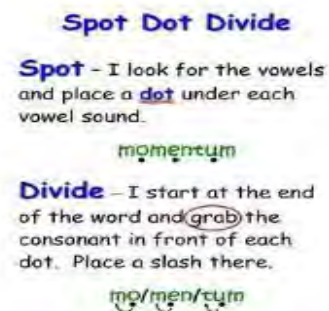 Spot Dot Divide
Spot - I look for the vowels
and place a dot under each
vowel sound.
momentum
Divide - I start at the end
of the word and grab the
consonant in front of each
dot. Place a slash there.
mo/men/tum